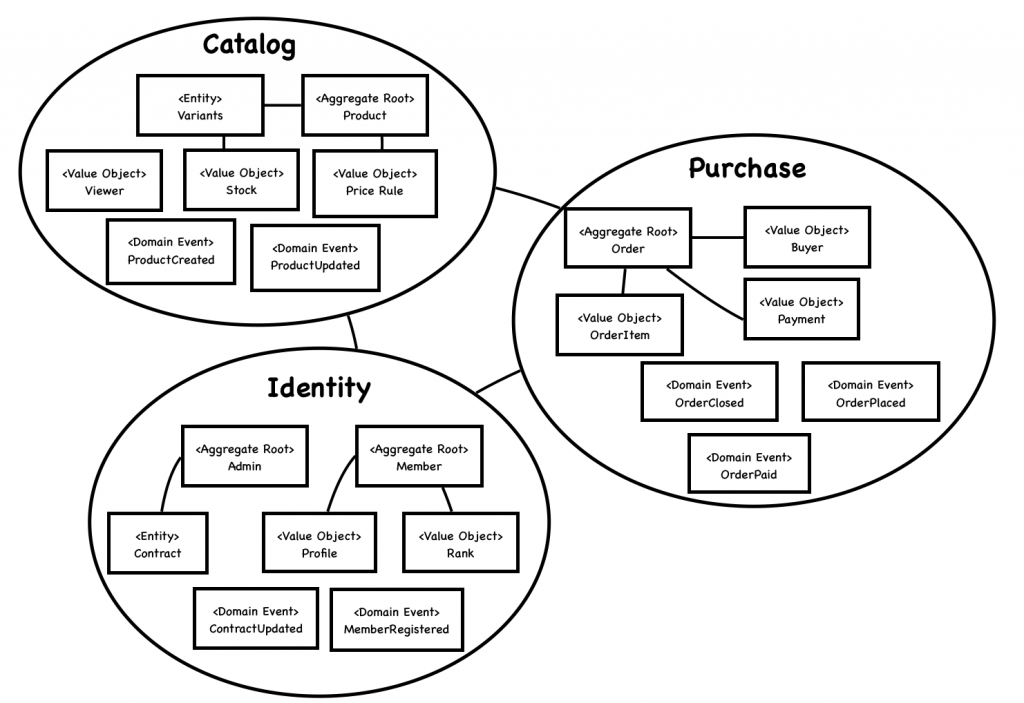 Catalog
<Entity>
Variants
<Aggregate Root>
Product
<Value Object>
Viewer
<Value Object>
Stock
<Value Object>
Price Rule
<Domain Event>
ProductCreated
<Domain Event>
ProductUpdated
Purchase
<Aggregate Root>
Order
<Value Object>
Buyer
<Value Object>
OrderItem
<Value Object>
Payment
<Domain Event>
OrderClosed
<Domain Event>
OrderPlaced
<Domain Event>
OrderPaid
Identity
<Aggregate Root>
Admin
<Aggregate Root>
Member
<Entity>
Contract
<Value Object>
Profile
<Value Object>
Rank
<Domain Event>
ContractUpdated
<Domain Event>
MemberRegistered